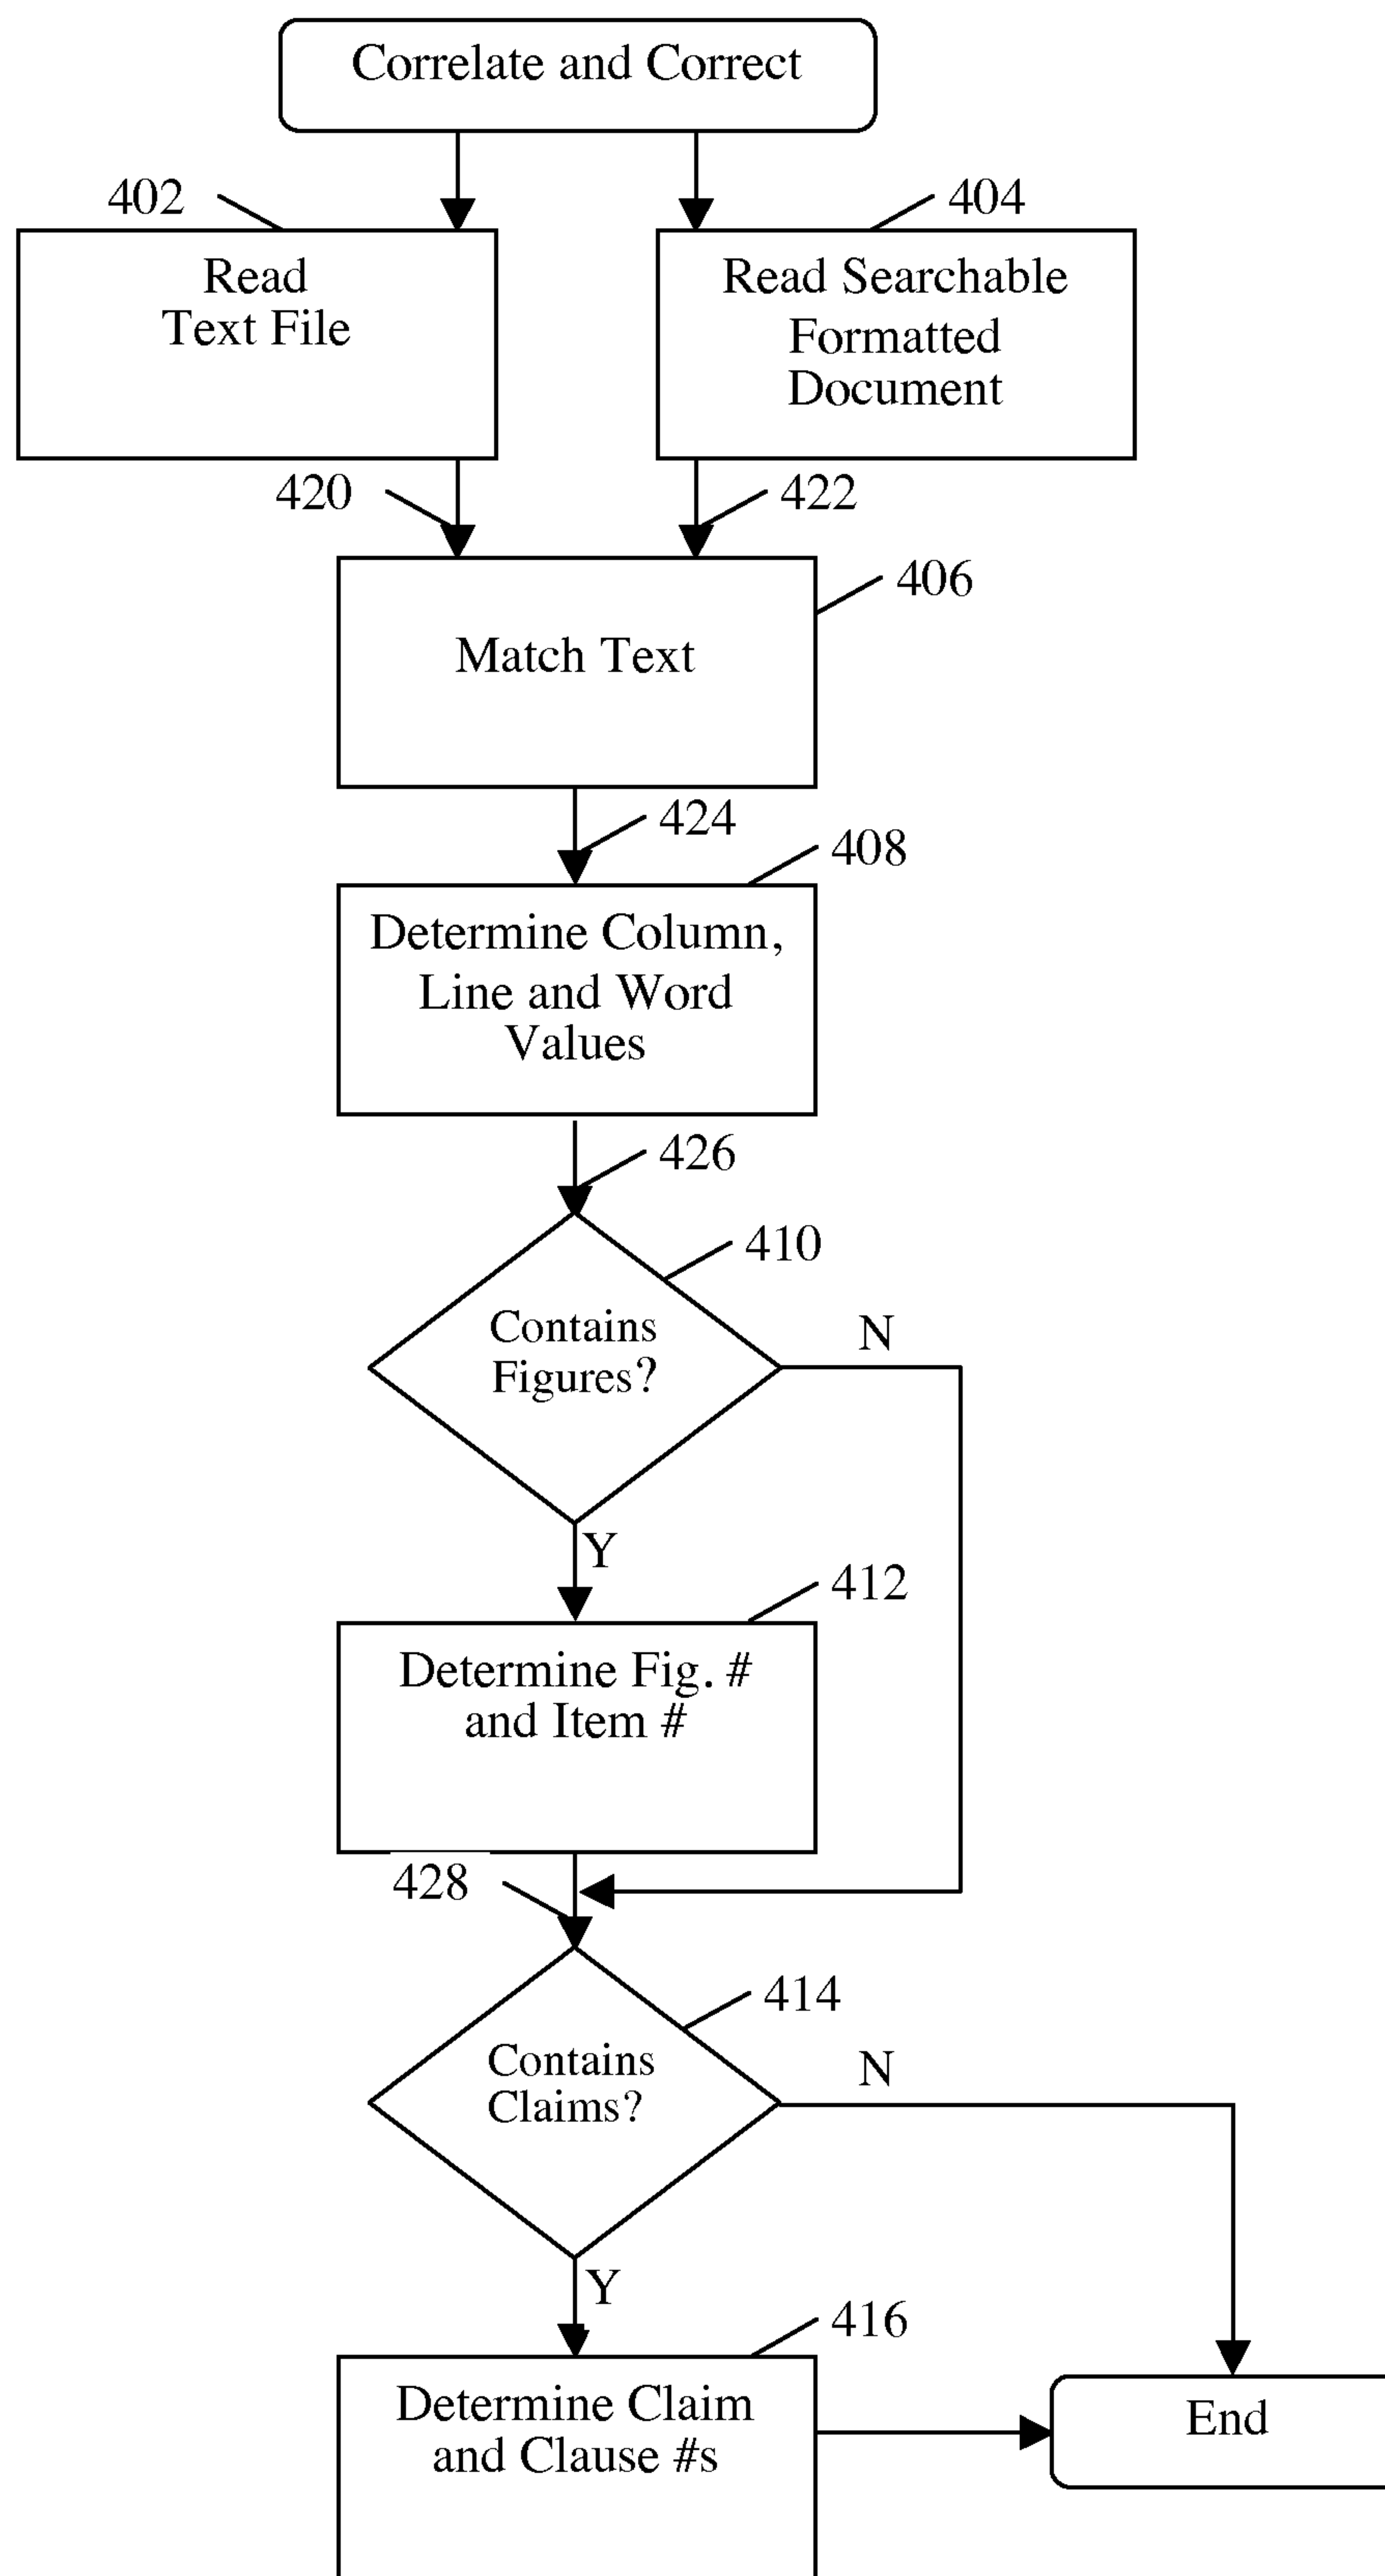 Correlate and Correct
402
404
Read
Text File
Read Searchable
Formatted
Document
420
422
406
Match Text
424
408
Determine Column,
Line and Word
Values
426
410
Contains
Figures?
N
Y
412
Determine Fig. #
and Item #
428
414
Contains
Claims?
N
Y
416
Determine Claim
and Clause #s
End